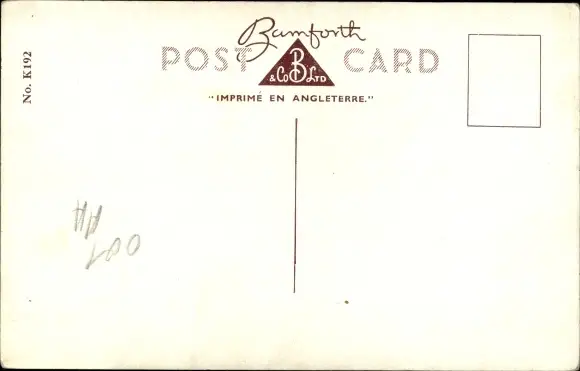 Bamforth
POST CARD
B
& Co LTD
"IMPRIMÉ EN ANGLETERRE."
No. K192